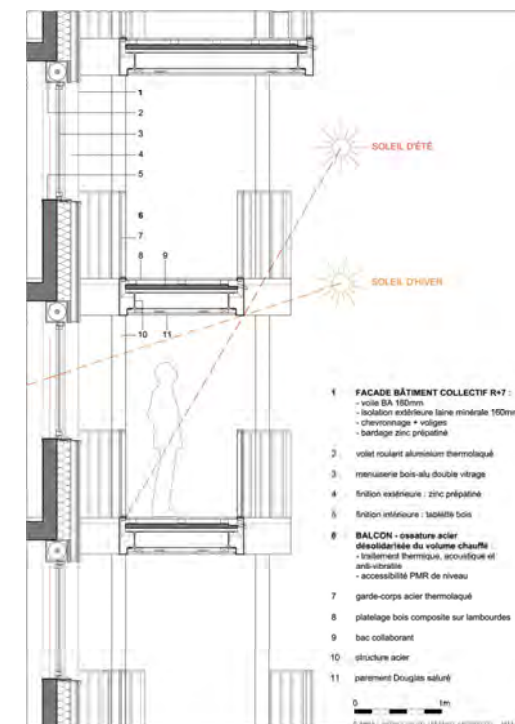 1
2
3
4
5
6
7
8 9
10 11
SOLEIL D'ÉTÉ
SOLEIL D'HIVER
1 FACADE BÂTIMENT COLLECTIF R+7 :
- voile BA 160mm
- isolation extérieure laine minérale 160mm
- chevronnage + voliges
- bardage zinc prépatiné
2 volet roulant aluminium thermolaqué
3 menuiserie bois-alu double vitrage
4 finition extérieure : zinc prépatiné
5 finition intérieure : tablette bois
6 BALCON - ossature acier
désolidarisée du volume chauffé :
- traitement thermique, acoustique et
anti-vibratile
- accessibilité PMR de niveau
7 garde-corps acier thermolaqué
8 platelage bois composite sur lambourdes
9 bac collaborant
10 structure acier
11 parement Douglas saturé
0 1m